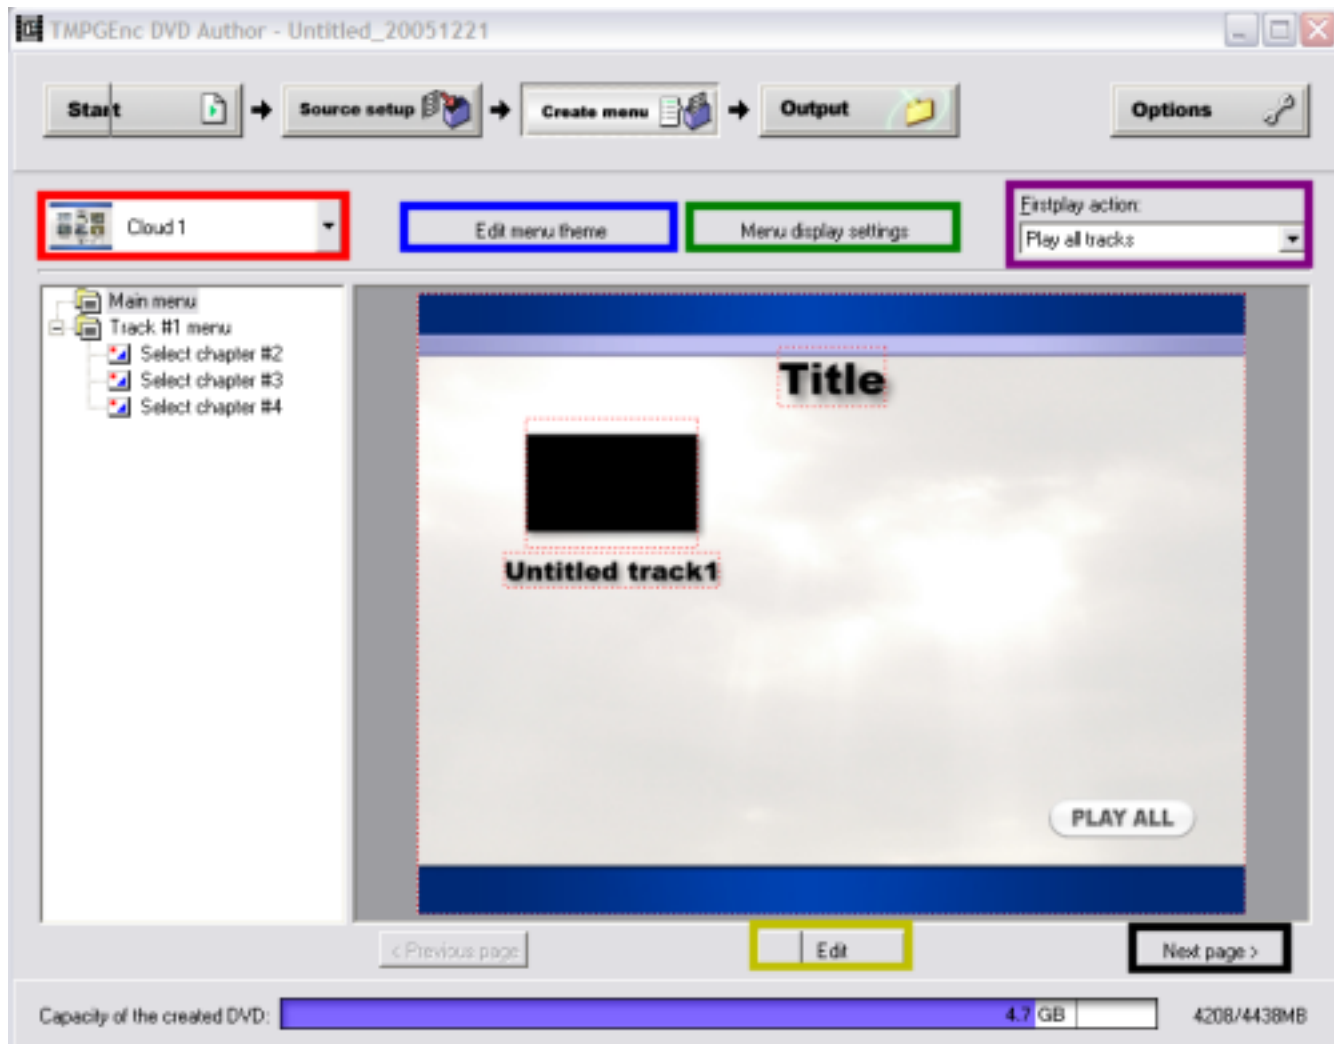 TMPGEnc DVD Author - Untitled_20051221
Start
Source setup
Create menu
Output
Options
Cloud 1
Edit menu theme
Menu display settings
Firstplay action:
Play all tracks
Main menu
Track #1 menu
Select chapter #2
Select chapter #3
Select chapter #4
Title
Untitled track1
PLAY ALL
< Previous page
Edit
Next page >
Capacity of the created DVD:
4.7 GB
4208/4438MB